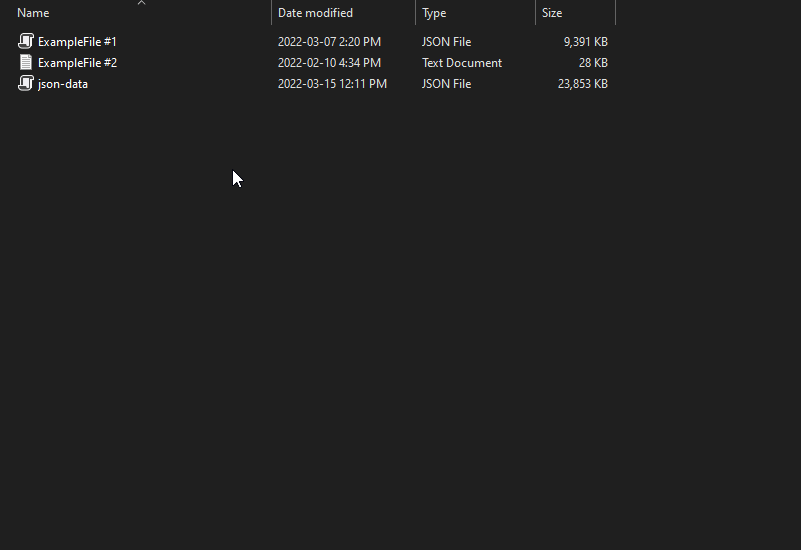 Name Date modified Type Size
ExampleFile #1 2022-03-07 2:20 PM JSON File 9,391 KB
ExampleFile #2 2022-02-10 4:34 PM Text Document 28 KB
json-data 2022-03-15 12:11 PM JSON File 23,853 KB